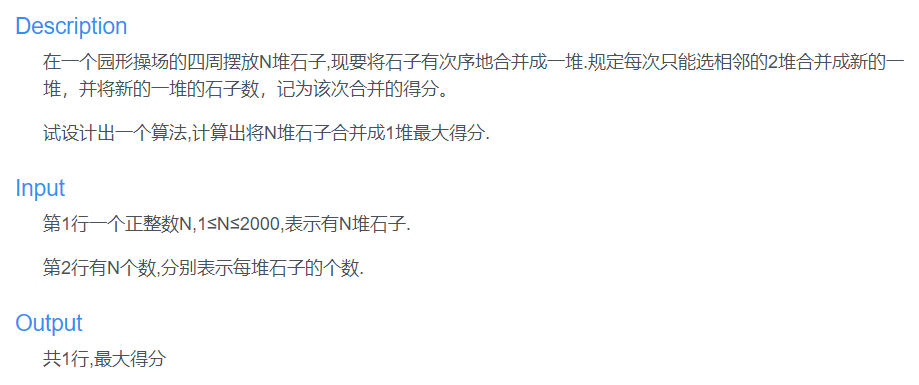 Description
在一个园形操场的四周摆放N堆石子,现要将石子有次序地合并成一堆.规定每次只能选相邻的2堆合并成新的一
堆，并将新的一堆的石子数，记为该次合并的得分。
试设计出一个算法,计算出将N堆石子合并成1堆最大得分.
Input
第1行一个正整数N,1≤N≤2000,表示有N堆石子.
第2行有N个数,分别表示每堆石子的个数.
Output
共1行,最大得分